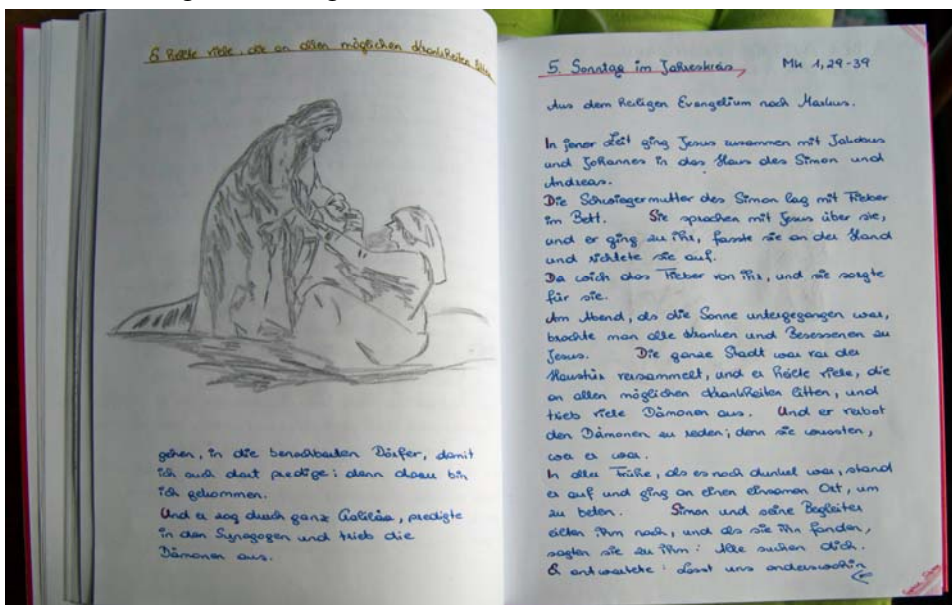 Er heilte viele, die an allen möglichen Krankheiten litten
5. Sonntag im Jahreskreis, Mk 1,29-39
Aus dem Heiligen Evangelium nach Markus.
In jener Zeit ging Jesus zusammen mit Jakobus
und Johannes in das Haus des Simon und
Andreas.
Die Schwiegermutter des Simon lag mit Fieber
im Bett. Sie sprachen mit Jesus über sie,
und er ging zu ihr, fasste sie an der Hand
und richtete sie auf.
Da wich das Fieber von ihr, und sie sorgte
für sie.
Am Abend, als die Sonne untergegangen war,
brachte man alle Kranken und Besessenen zu
Jesus. Die ganze Stadt war vor der
Haustür versammelt, und er heilte viele, die
an allen möglichen Krankheiten litten, und
trieb viele Dämonen aus. Und er verbot
den Dämonen zu reden; denn sie wussten,
wer er war.
In aller Frühe, als es noch dunkel war, stand
er auf und ging an einen einsamen Ort, um
zu beten. Simon und seine Begleiter
eilten ihm nach, und als sie ihn fanden,
sagten sie zu ihm: Alle suchen dich.
Er antwortete: Lasst uns anderswohin
gehen, in die benachbarten Dörfer, damit
ich auch dort predige; denn dazu bin
ich gekommen.
Und er zog durch ganz Galiläa, predigte
in den Synagogen und trieb die
Dämonen aus.